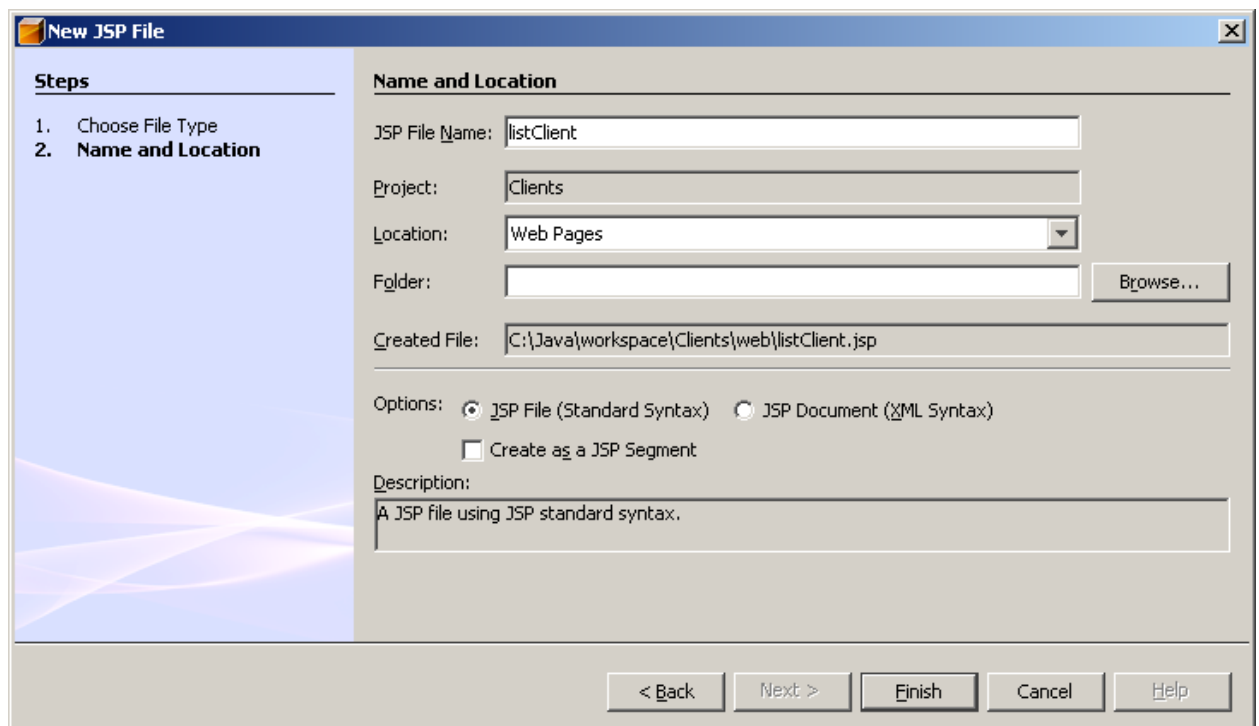 New JSP File
Steps
1. Choose File Type
2. Name and Location
Name and Location
JSP File Name: listClient
Project: Clients
Location: Web Pages
Folder: Browse...
Created File: C:\Java\workspace\Clients\web\listClient.jsp
Options: JSP File (Standard Syntax) JSP Document (XML Syntax)
Create as a JSP Segment
Description:
A JSP file using JSP standard syntax.
< Back Next > Finish Cancel Help